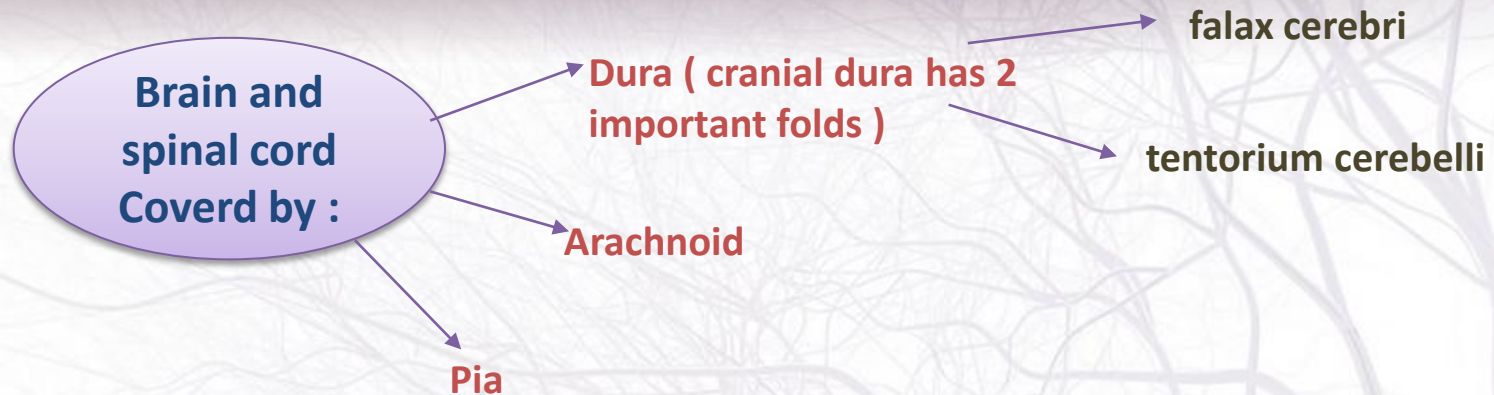 Brain and
spinal cord
Coverd by :
Dura ( cranial dura has 2
important folds )
falax cerebri
tentorium cerebelli
Arachnoid
Pia